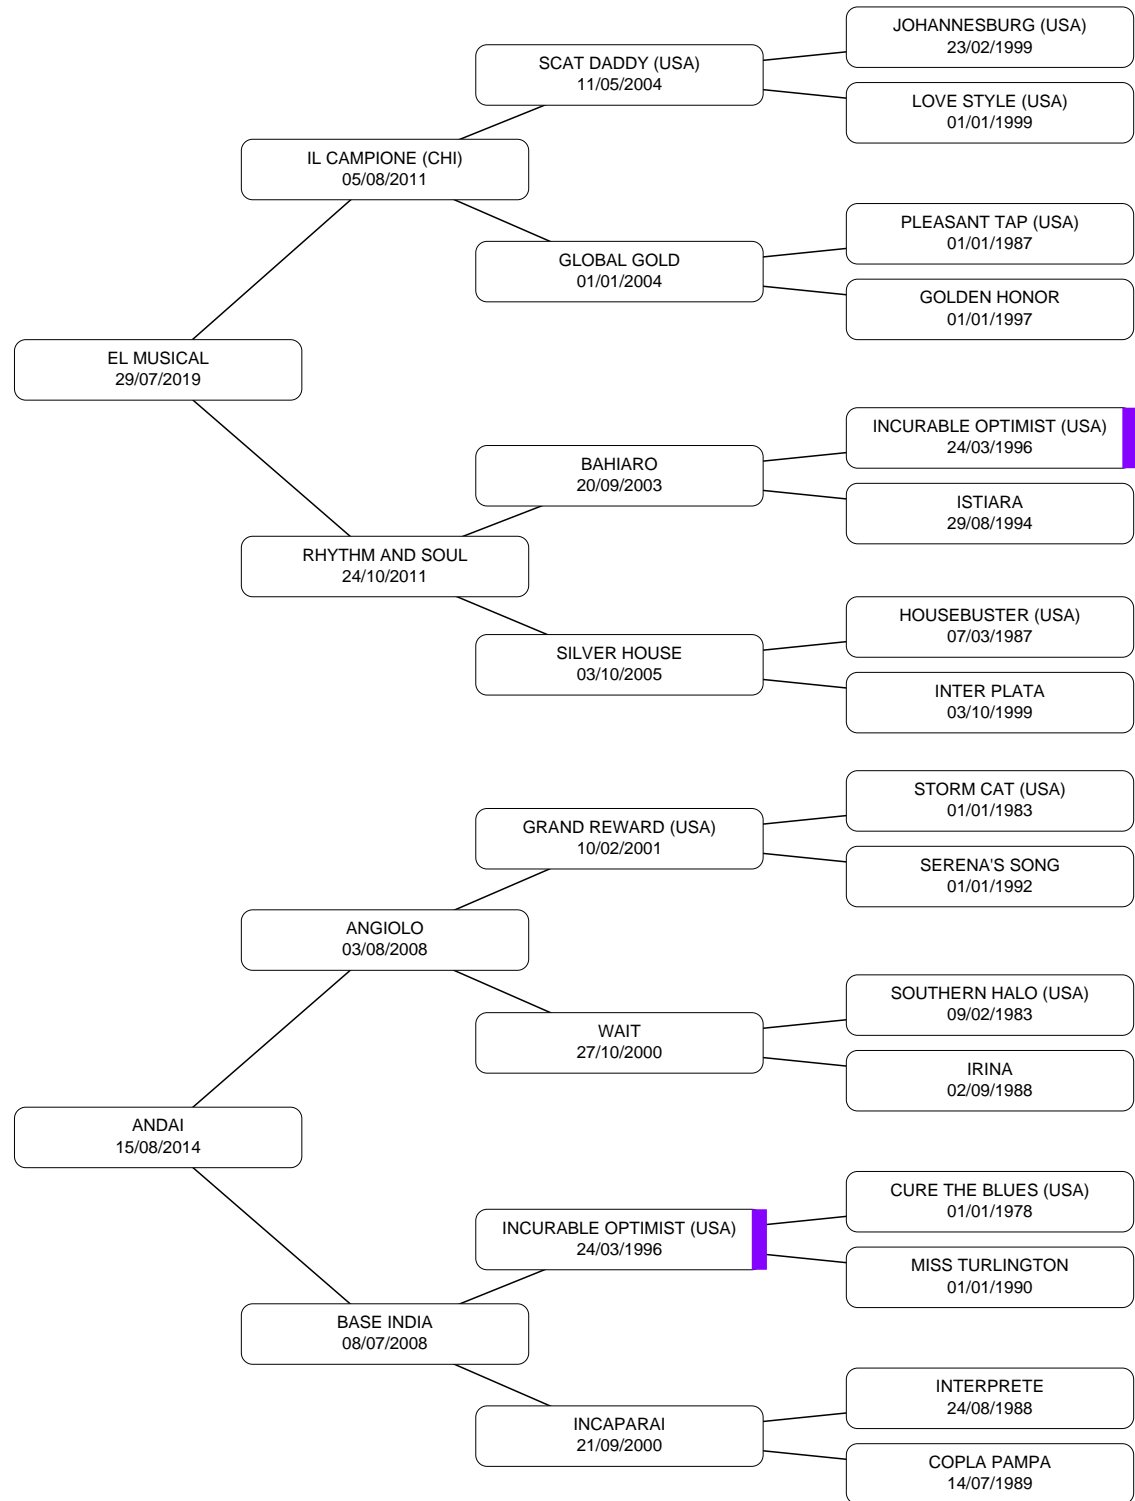 JOHANNESBURG (USA)
23/02/1999
SCAT DADDY (USA)
11/05/2004
LOVE STYLE (USA)
01/01/1999
IL CAMPIONE (CHI)
05/08/2011
PLEASANT TAP (USA)
01/01/1987
GLOBAL GOLD
01/01/2004
GOLDEN HONOR
01/01/1997
EL MUSICAL
29/07/2019
INCURABLE OPTIMIST (USA)
24/03/1996
BAHIARO
20/09/2003
ISTIARA
29/08/1994
RHYTHM AND SOUL
24/10/2011
HOUSEBUSTER (USA)
07/03/1987
SILVER HOUSE
03/10/2005
INTER PLATA
03/10/1999
STORM CAT (USA)
01/01/1983
GRAND REWARD (USA)
10/02/2001
SERENA'S SONG
01/01/1992
ANGIOLO
03/08/2008
SOUTHERN HALO (USA)
09/02/1983
WAIT
27/10/2000
IRINA
02/09/1988
ANDAI
15/08/2014
CURE THE BLUES (USA)
01/01/1978
INCURABLE OPTIMIST (USA)
24/03/1996
MISS TURLINGTON
01/01/1990
BASE INDIA
08/07/2008
INTERPRETE
24/08/1988
INCAPARAI
21/09/2000
COPLA PAMPA
14/07/1989